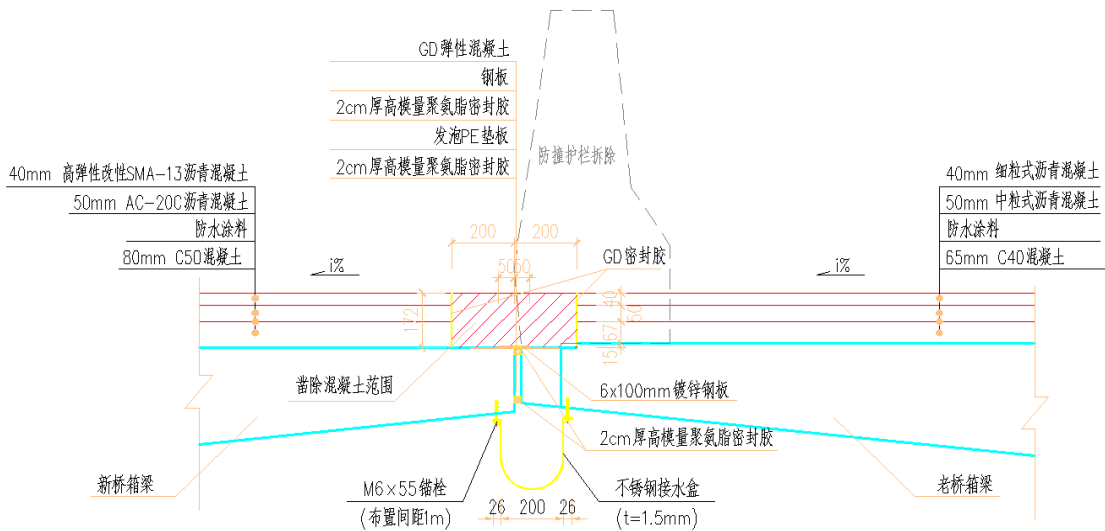 GD弹性混凝土
钢板
2cm厚高模量聚氨脂密封胶
发泡PE垫板
2cm厚高模量聚氨脂密封胶
防撞护栏拆除
40mm 高弹性改性SMA-13沥青混凝土
50mm AC-20C沥青混凝土
防水涂料
80mm C50混凝土
40mm 细粒式沥青混凝土
50mm 中粒式沥青混凝土
防水涂料
65mm C40混凝土
200 200
5050
GD密封胶
i%
i%
172
40
50
67
15
凿除混凝土范围
6x100mm镀锌钢板
2cm厚高模量聚氨脂密封胶
新桥箱梁
老桥箱梁
M6×55锚栓
(布置间距1m)
不锈钢接水盒
(t=1.5mm)
26 200 26